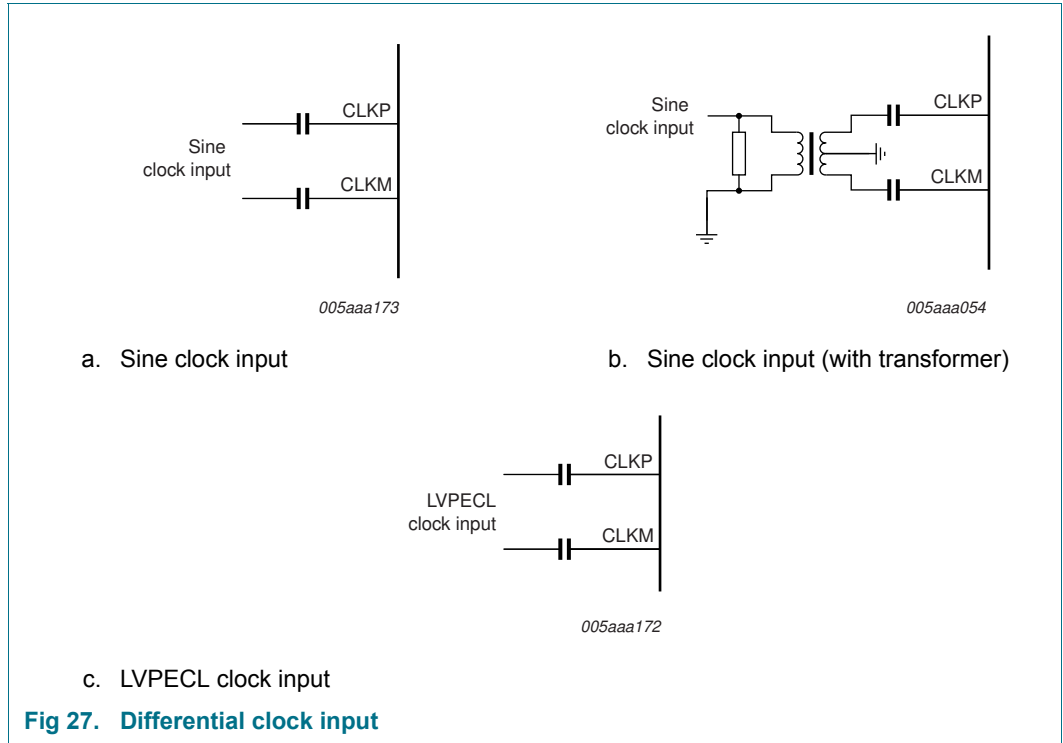 Sine
clock input
CLKP
CLKM
005aaa173
a. Sine clock input
Sine
clock input
CLKP
CLKM
005aaa054
b. Sine clock input (with transformer)
LVPECL
clock input
CLKP
CLKM
005aaa172
c. LVPECL clock input
Fig 27. Differential clock input